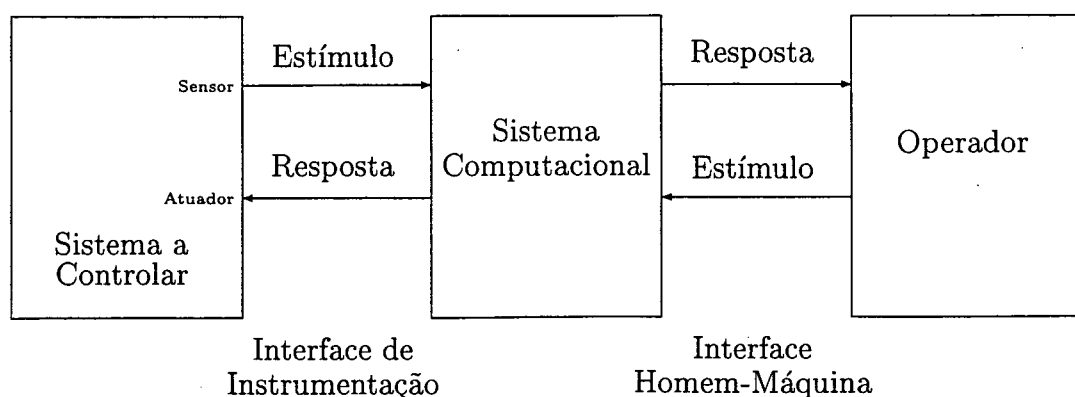 Estímulo
Resposta
Sensor
Sistema
Computacional
Operador
Resposta
Estímulo
Atuador
Sistema a
Controlar
Interface de
Instrumentação
Interface
Homem-Máquina